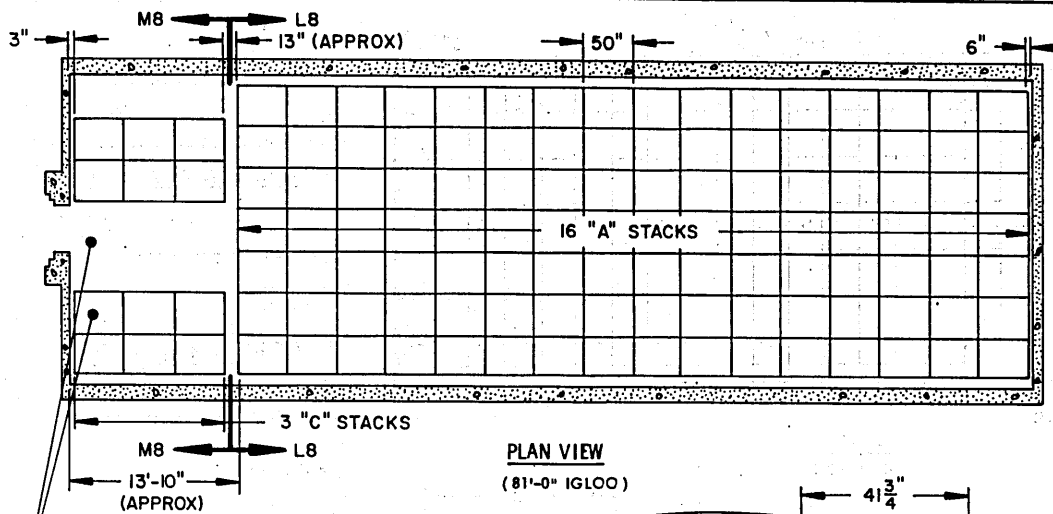 M8 L8
3" 13" (APPROX) 50" 6"
16 "A" STACKS
3 "C" STACKS
M8 L8
PLAN VIEW
(81'-0" IGLOO)
13'-10"
(APPROX)
41 3/4"